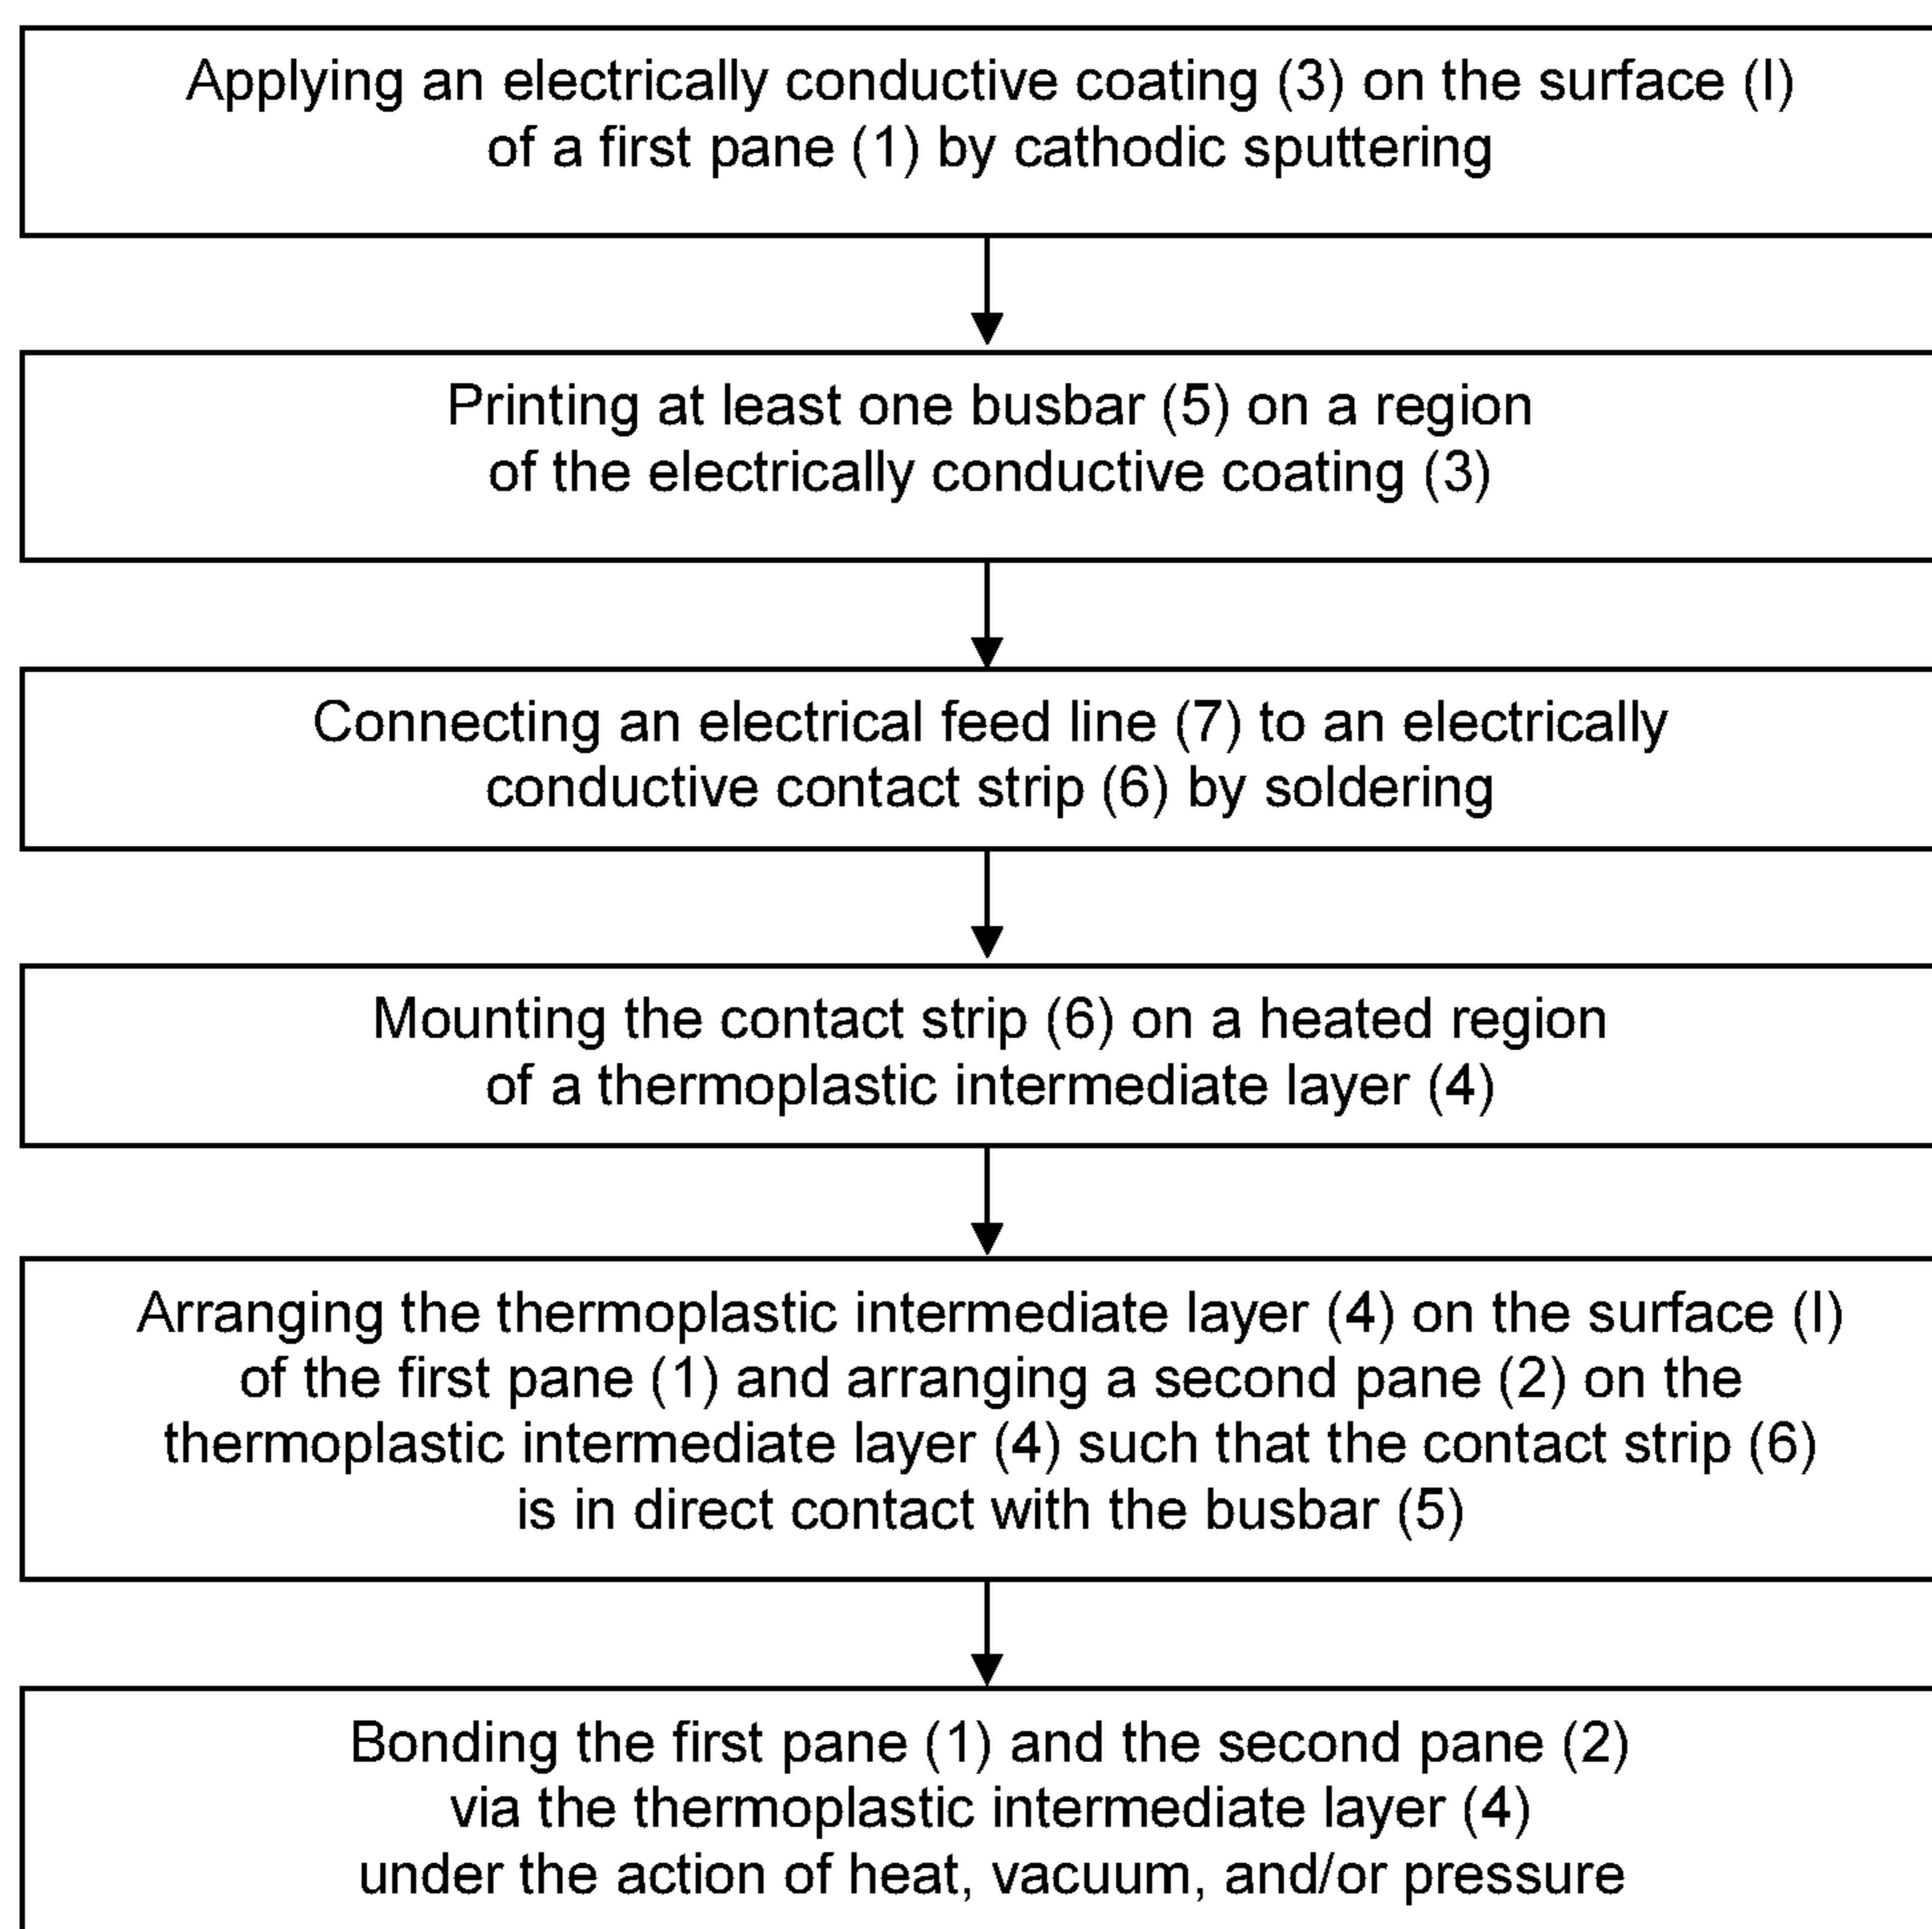 Applying an electrically conductive coating (3) on the surface (I)
of a first pane (1) by cathodic sputtering
Printing at least one busbar (5) on a region
of the electrically conductive coating (3)
Connecting an electrical feed line (7) to an electrically
conductive contact strip (6) by soldering
Mounting the contact strip (6) on a heated region
of a thermoplastic intermediate layer (4)
Arranging the thermoplastic intermediate layer (4) on the surface (I)
of the first pane (1) and arranging a second pane (2) on the
thermoplastic intermediate layer (4) such that the contact strip (6)
is in direct contact with the busbar (5)
Bonding the first pane (1) and the second pane (2)
via the thermoplastic intermediate layer (4)
under the action of heat, vacuum, and/or pressure